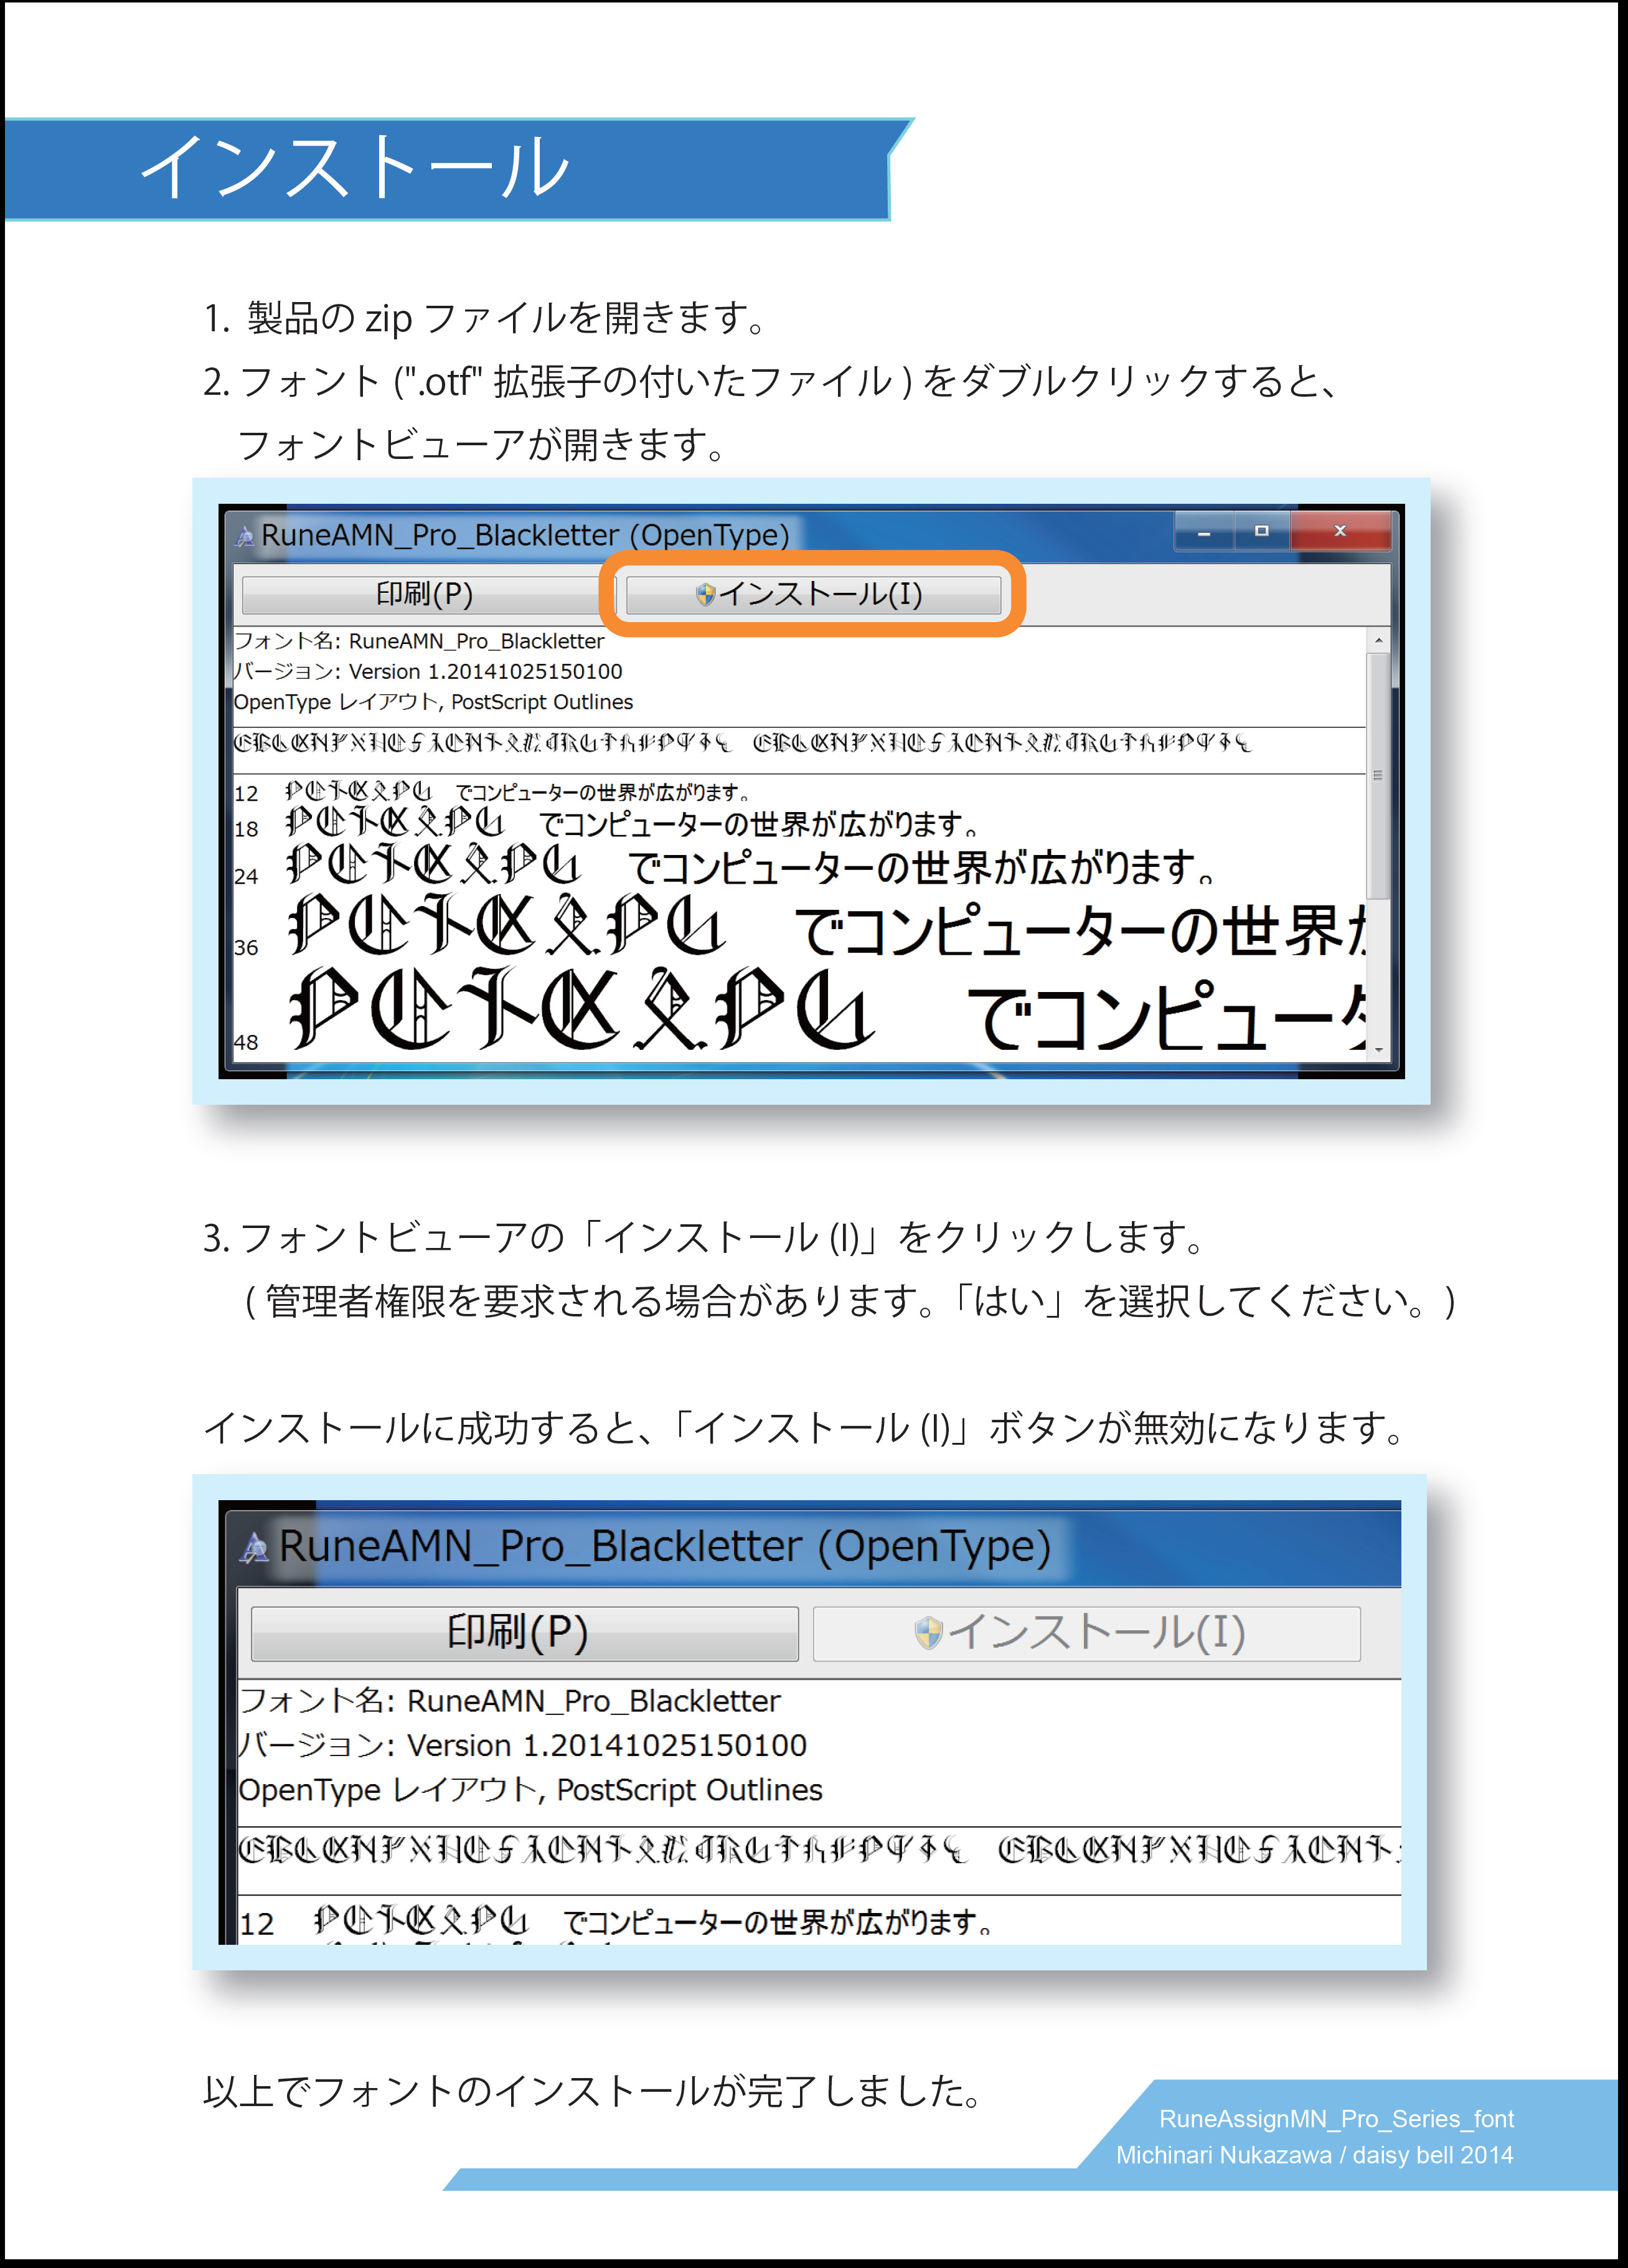 インストール
1. 製品の zip ファイルを開きます。
2. フォント (".otf" 拡張子の付いたファイル ) をダブルクリックすると、
フォントビューアが開きます。
RuneAMN_Pro_Blackletter (OpenType)
印刷(P)
インストール(I)
フォント名: RuneAMN_Pro_Blackletter
バージョン: Version 1.20141025150100
OpenType レイアウト, PostScript Outlines
12 でコンピューターの世界が広がります。
18 でコンピューターの世界が広がります。
24 でコンピューターの世界が広がります。
36 でコンピューターの世界が
48 でコンピュータ
3. フォントビューアの「インストール (I)」をクリックします。
( 管理者権限を要求される場合があります。「はい」を選択してください。)
インストールに成功すると、「インストール (I)」ボタンが無効になります。
RuneAMN_Pro_Blackletter (OpenType)
印刷(P)
インストール(I)
フォント名: RuneAMN_Pro_Blackletter
バージョン: Version 1.20141025150100
OpenType レイアウト, PostScript Outlines
12 でコンピューターの世界が広がります。
以上でフォントのインストールが完了しました。
RuneAssignMN_Pro_Series_font
Michinari Nukazawa / daisy bell 2014